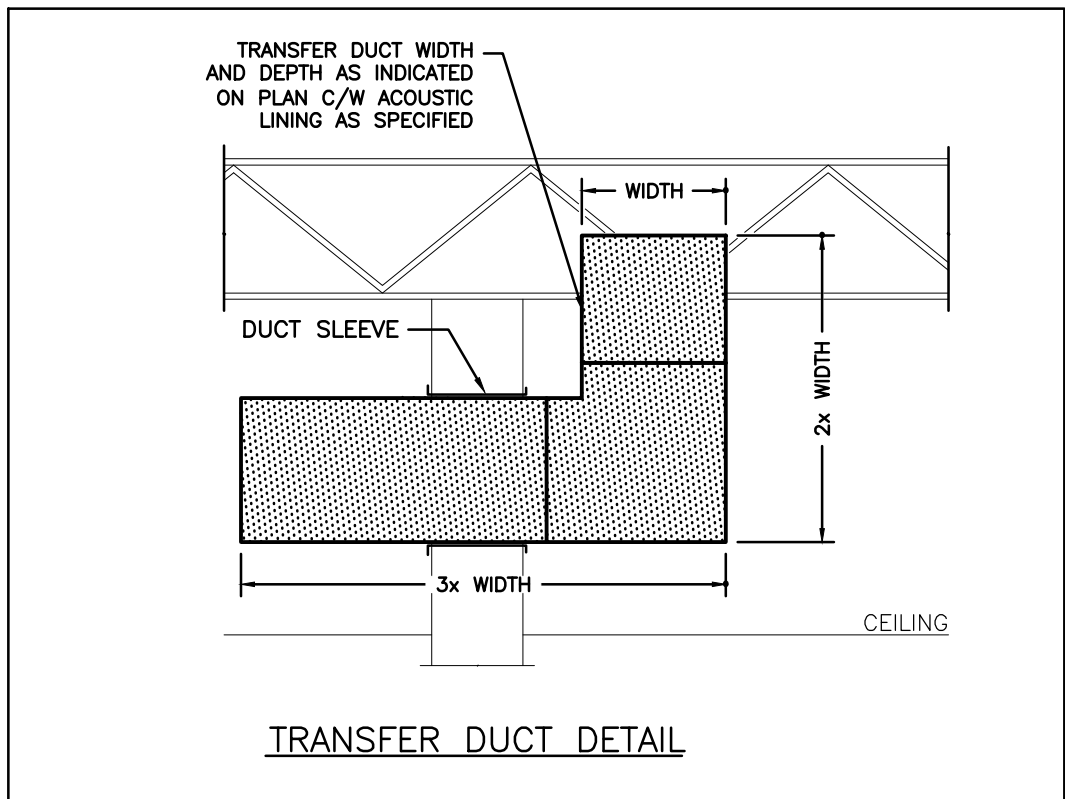 TRANSFER DUCT WIDTH
AND DEPTH AS INDICATED
ON PLAN C/W ACOUSTIC
LINING AS SPECIFIED
WIDTH
DUCT SLEEVE
2x WIDTH
3x WIDTH
CEILING
TRANSFER DUCT DETAIL